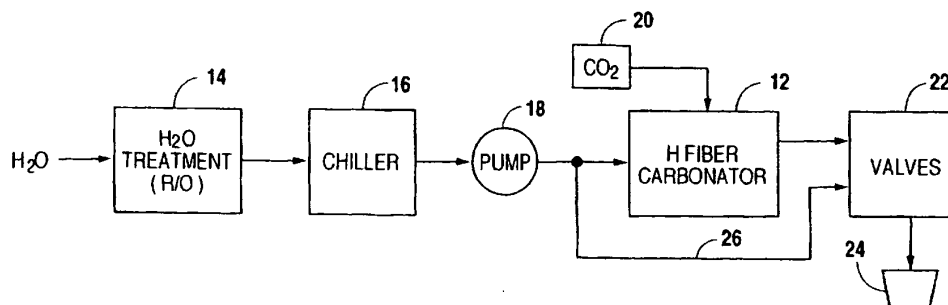 20
CO2
14
16
18
12
22
H2O
H2O
TREATMENT
(R/O)
CHILLER
PUMP
H FIBER
CARBONATOR
VALVES
26
24